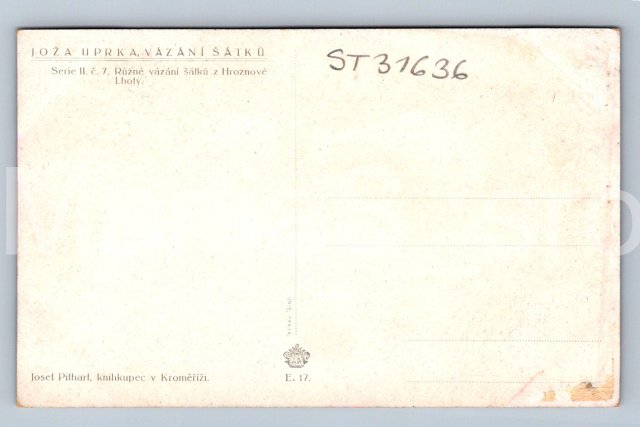 JOŽA UPRKA, VÁZÁNÍ ŠÁTKŮ
Serie II. č. 7. Různé vázání šátků z Hroznové
Lhoty.
ST31636
Josef Pithart, knihkupec v Kroměříži.
E. 17.